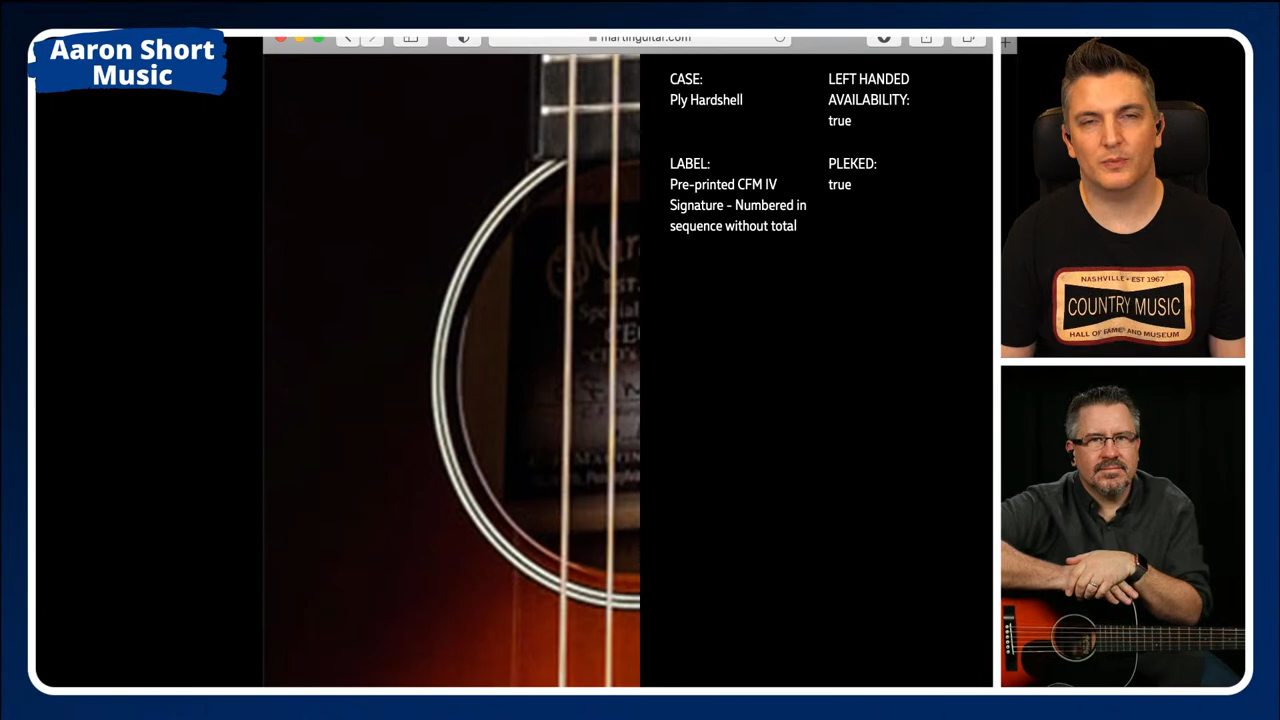 Aaron Short
Music
martinguitar.com
CASE:
Ply Hardshell
LEFT HANDED
AVAILABILITY:
true
LABEL:
Pre-printed CFM IV
Signature - Numbered in
sequence without total
PLEKED:
true
NASHVILLE • EST 1967
COUNTRY MUSIC
HALL OF FAME AND MUSEUM